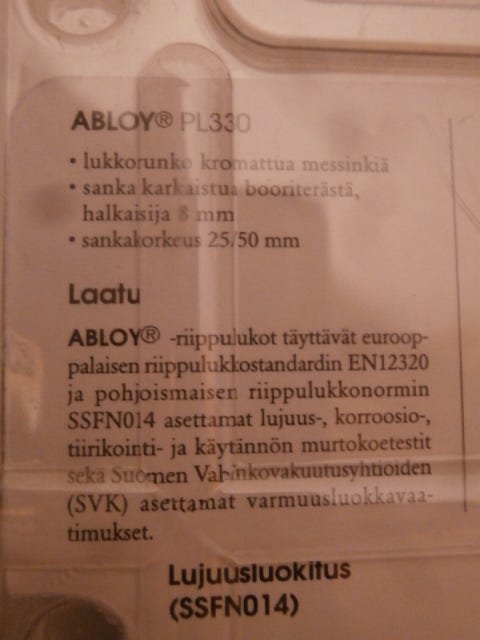 ABLOY® PL330
• lukkorunko kromattua messinkiä
• sanka karkaistua booriterästä,
halkaisija 8 mm
• sankakorkeus 25/50 mm
Laatu
ABLOY® -riippulukot täyttävät euroop-
palaisen riippulukkostandardin EN12320
ja pohjoismaisen riippulukkonormin
SSFN014 asettamat lujuus-, korroosio-,
tiirikointi- ja käytännön murtokoetestit
sekä Suomen Vahinkovakuutusyhtiöiden
(SVK) asettamat varmuusluokkavaa-
timukset.
Lujuusluokitus
(SSFN014)